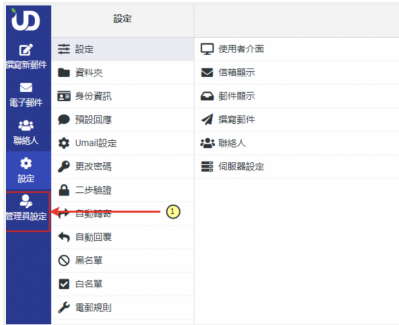 設定
撰寫新郵件
電子郵件
聯絡人
設定
管理員設定
設定
資料夾
身份資訊
預設回應
Umail設定
更改密碼
二步驗證
自動轉寄
自動回覆
黑名單
白名單
電郵規則
1
使用者介面
信箱顯示
郵件顯示
撰寫郵件
聯絡人
伺服器設定